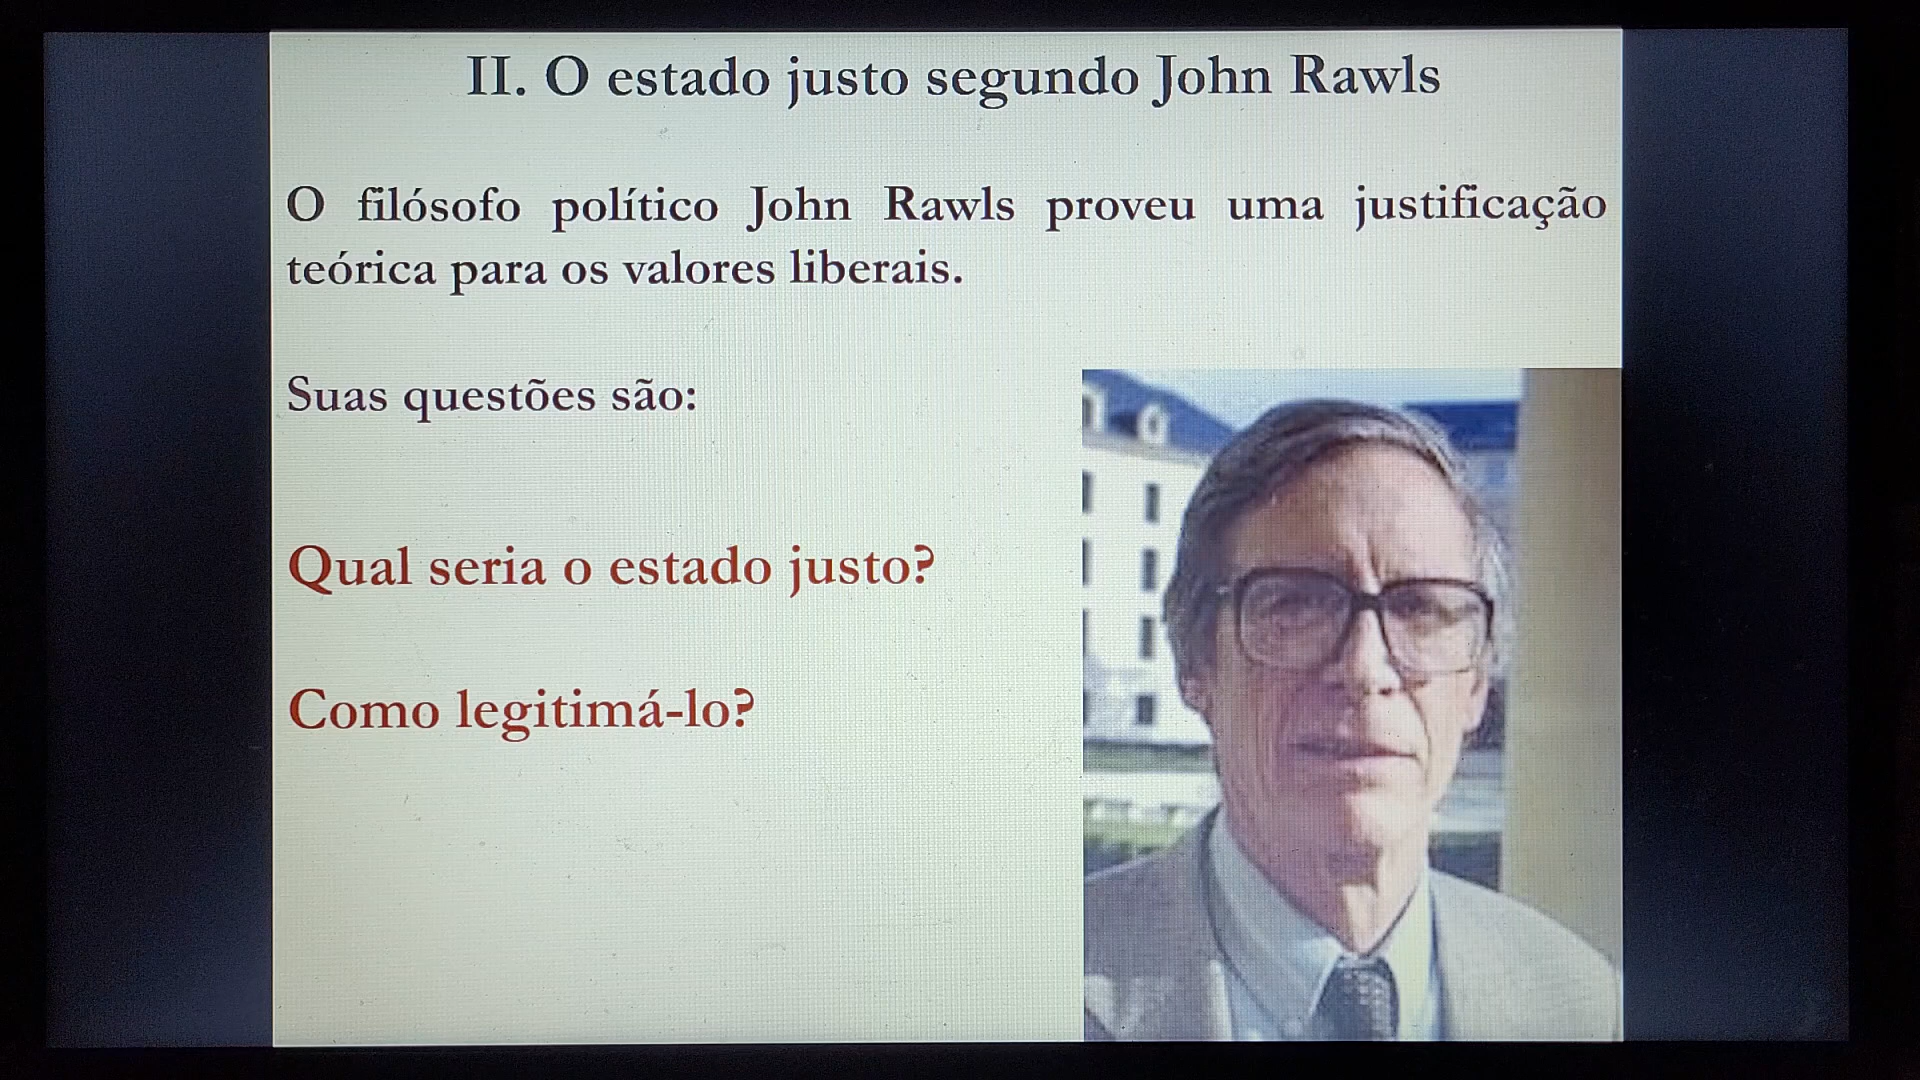 II. O estado justo segundo John Rawls
O filósofo político John Rawls proveu uma justificação
teórica para os valores liberais.
Suas questões são:
Qual seria o estado justo?
Como legitimá-lo?